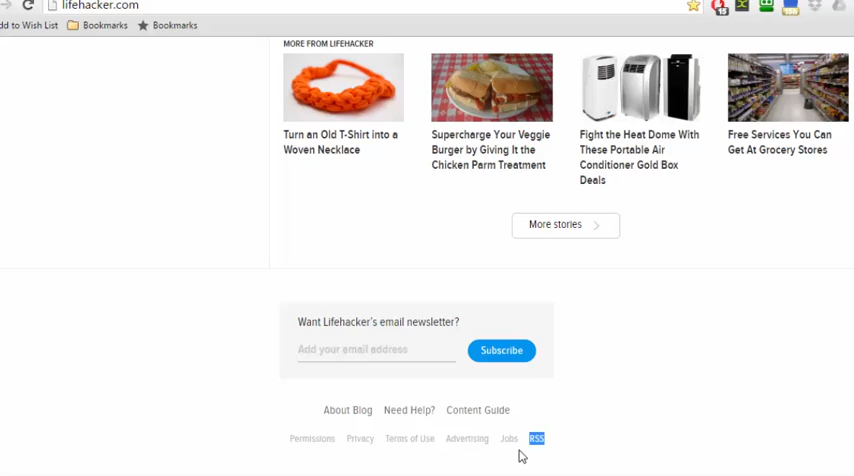 lifehacker.com
15
dd to Wish List Bookmarks Bookmarks
MORE FROM LIFEHACKER
Turn an Old T-Shirt into a
Woven Necklace
Supercharge Your Veggie
Burger by Giving It the
Chicken Parm Treatment
Fight the Heat Dome With
These Portable Air
Conditioner Gold Box
Deals
Free Services You Can
Get At Grocery Stores
More stories
Want Lifehacker's email newsletter?
Add your email address Subscribe
About Blog Need Help? Content Guide
Permissions Privacy Terms of Use Advertising Jobs RSS